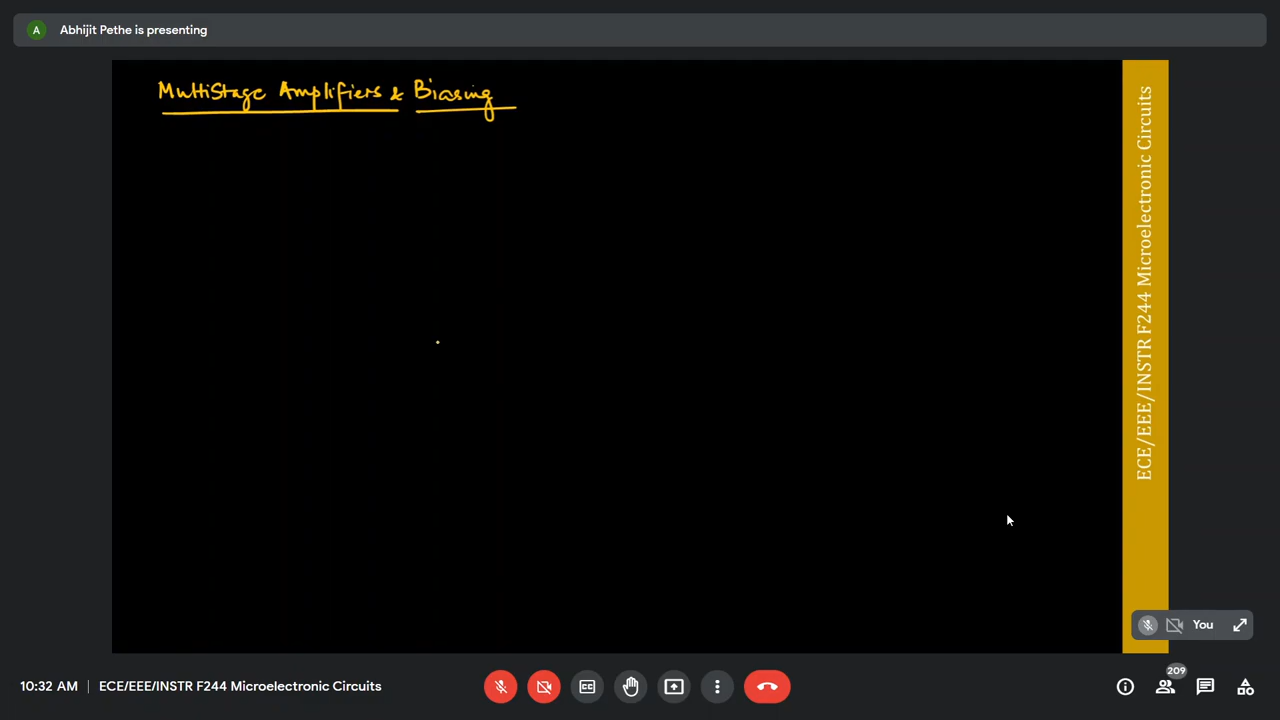 A
Abhijit Pethe is presenting
MultiStage Amplifiers & Biasing
ECE/EEE/INSTR F244 Microelectronic Circuits
You
10:32 AM | ECE/EEE/INSTR F244 Microelectronic Circuits
CC
209